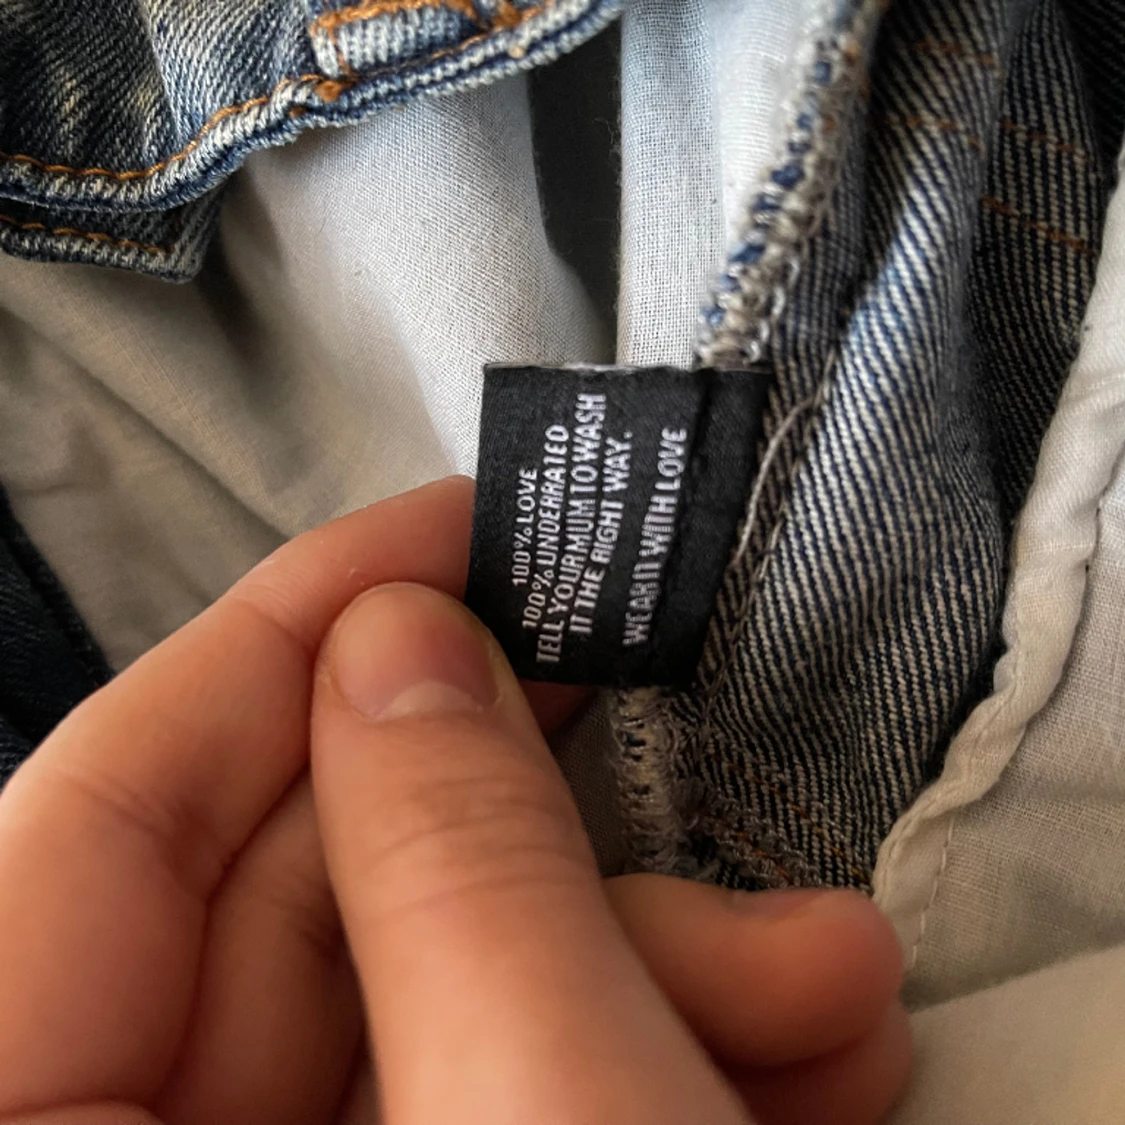 100% LOVE
100% UNDERRATED
TELL YOUR MUM TO WASH
IT THE RIGHT WAY.
WEAR IT WITH LOVE